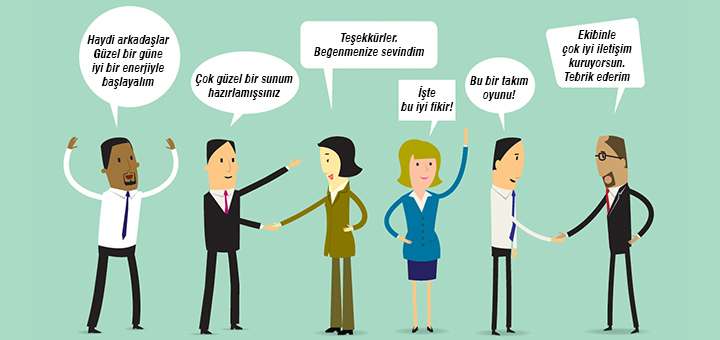 Haydi arkadaşlar
Güzel bir güne
iyi bir enerjiyle
başlayalım
Çok güzel bir sunum
hazırlamışsınız
Teşekkürler.
Beğenmenize sevindim
İşte
bu iyi fikir!
Bu bir takım
oyunu!
Ekibinle
çok iyi iletişim
kuruyorsun.
Tebrik ederim